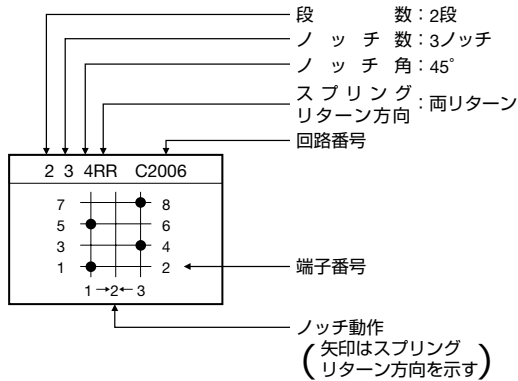 段数：2段
ノッチ数：3ノッチ
ノッチ角：45°
スプリング
リターン方向：両リターン
回路番号
2 3 4RR C2006
7 8
5 6
3 4
1 2
端子番号
1→2←3
ノッチ動作
(矢印はスプリング
リターン方向を示す)